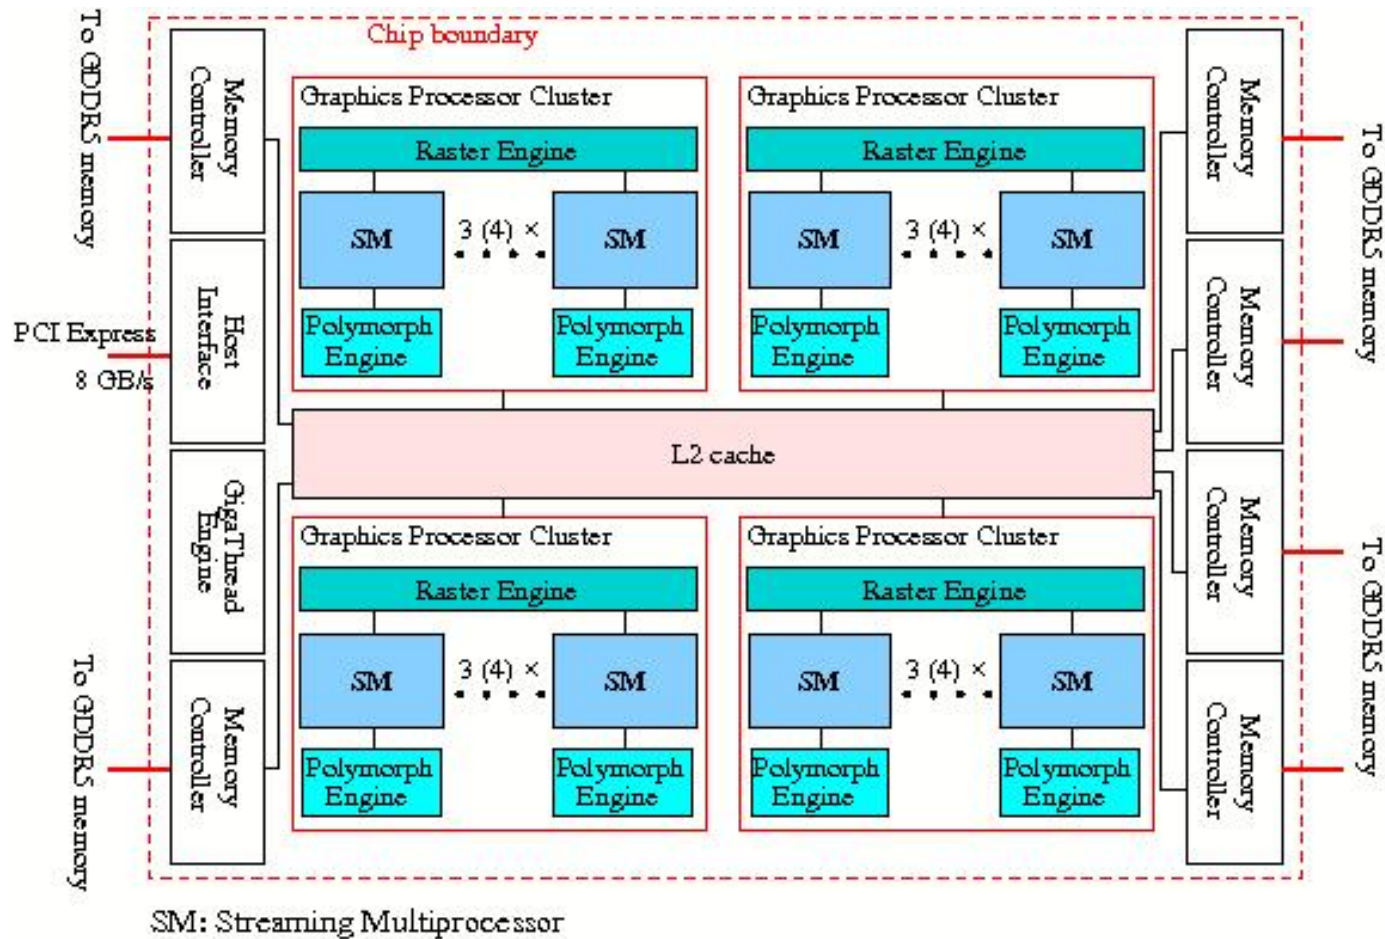 Chip boundary
To GDDR5 memory
Memory
Controller
Host
Interface
PCI Express
8 GB/s
GigaThread
Engine
To GDDR5 memory
Memory
Controller
Graphics Processor Cluster
Raster Engine
SM
3 (4) ×
SM
Polymorph
Engine
Polymorph
Engine
Graphics Processor Cluster
Raster Engine
SM
3 (4) ×
SM
Polymorph
Engine
Polymorph
Engine
L2 cache
Graphics Processor Cluster
Raster Engine
SM
3 (4) ×
SM
Polymorph
Engine
Polymorph
Engine
Graphics Processor Cluster
Raster Engine
SM
3 (4) ×
SM
Polymorph
Engine
Polymorph
Engine
Memory
Controller
Memory
Controller
To GDDR5 memory
Memory
Controller
Memory
Controller
To GDDR5 memory
SM: Streaming Multiprocessor